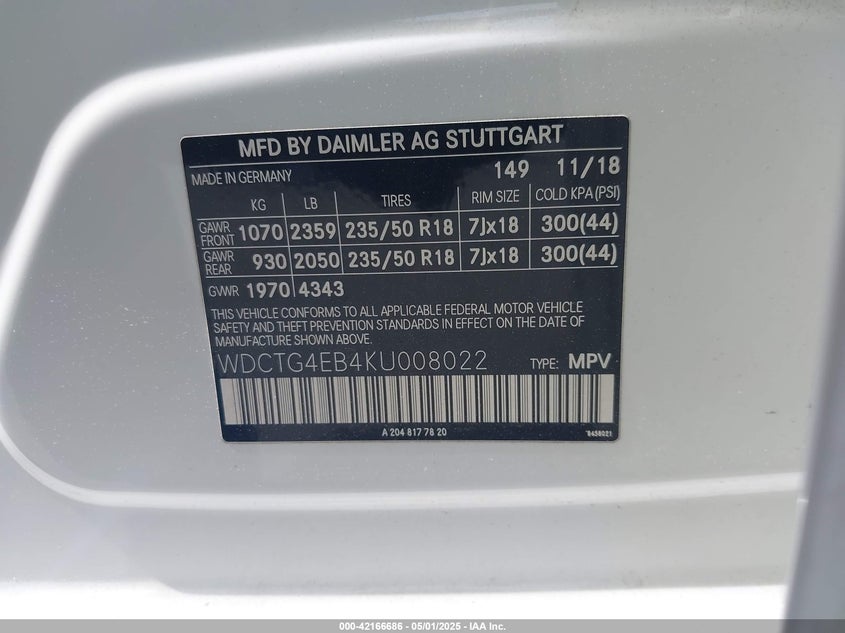 MFD BY DAIMLER AG STUTTGART
MADE IN GERMANY 149 11/18
KG LB TIRES RIM SIZE COLD KPA (PSI)
GAWR FRONT 1070 2359 235/50 R18 7Jx18 300(44)
GAWR REAR 930 2050 235/50 R18 7Jx18 300(44)
GVWR 1970 4343
THIS VEHICLE CONFORMS TO ALL APPLICABLE FEDERAL MOTOR VEHICLE
SAFETY AND THEFT PREVENTION STANDARDS IN EFFECT ON THE DATE OF
MANUFACTURE SHOWN ABOVE.
WDCTG4EB4KU008022 TYPE: MPV
A 204 817 78 20
000-42166686 - 05/01/2025 - IAA Inc.